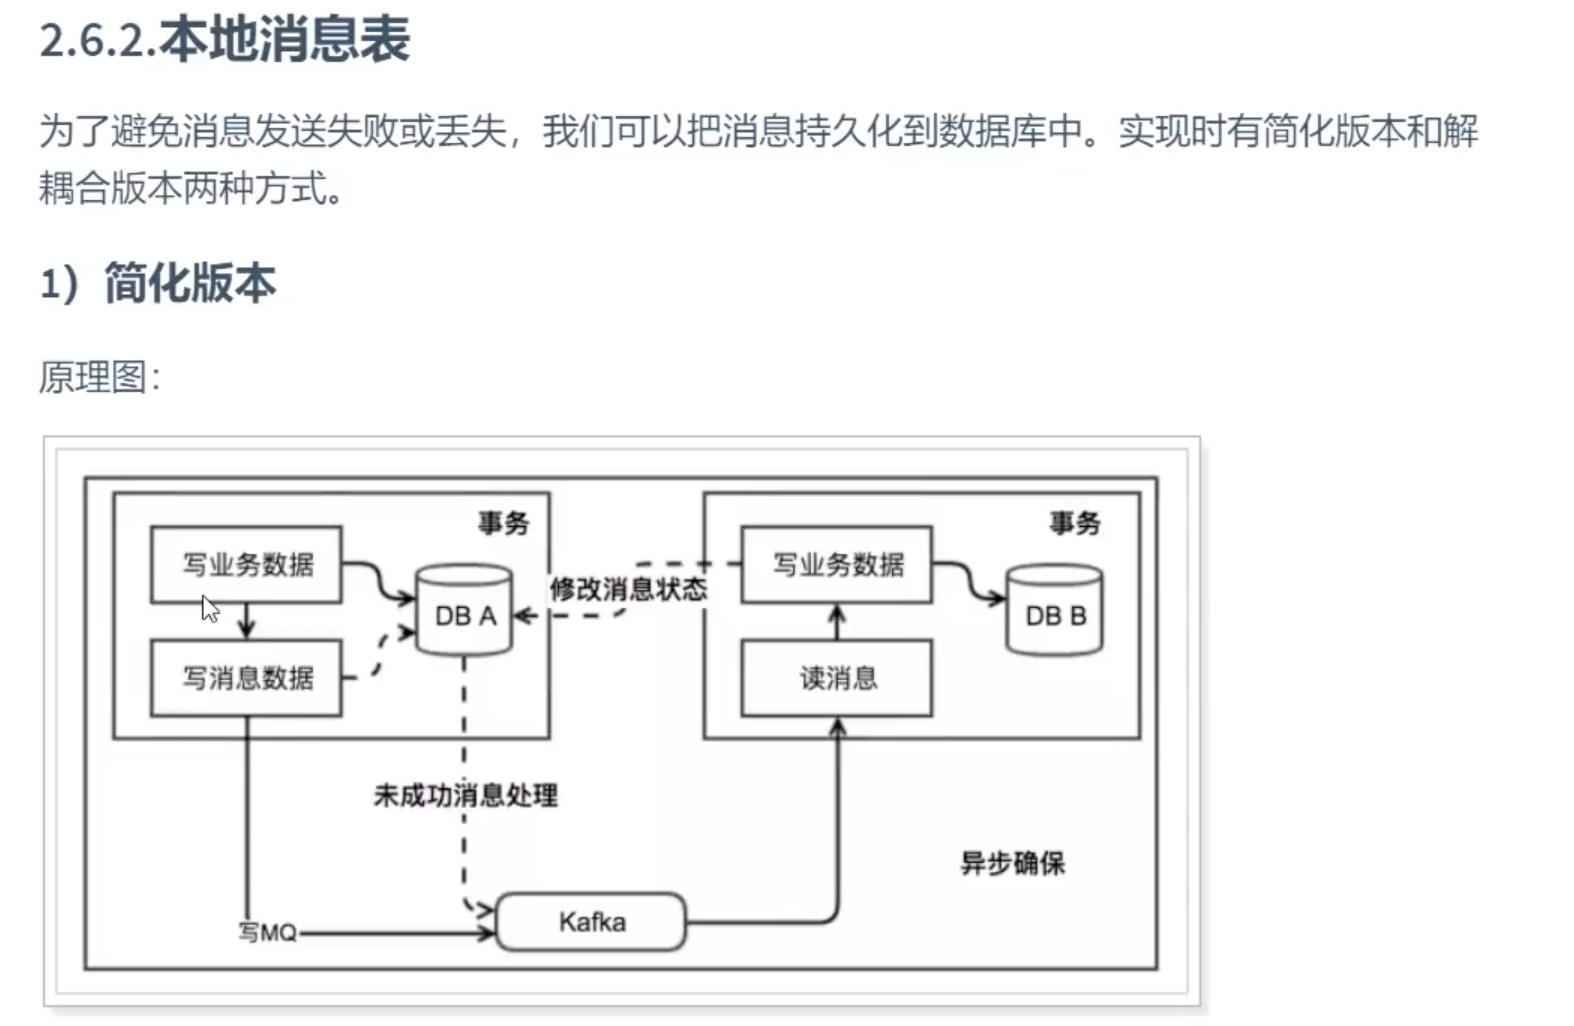 2.6.2.本地消息表
为了避免消息发送失败或丢失，我们可以把消息持久化到数据库中。实现时有简化版本和解
耦合版本两种方式。
1）简化版本
原理图：
事务
事务
写业务数据
写业务数据
修改消息状态
DB A
DB B
写消息数据
读消息
未成功消息处理
异步确保
Kafka
写MQ